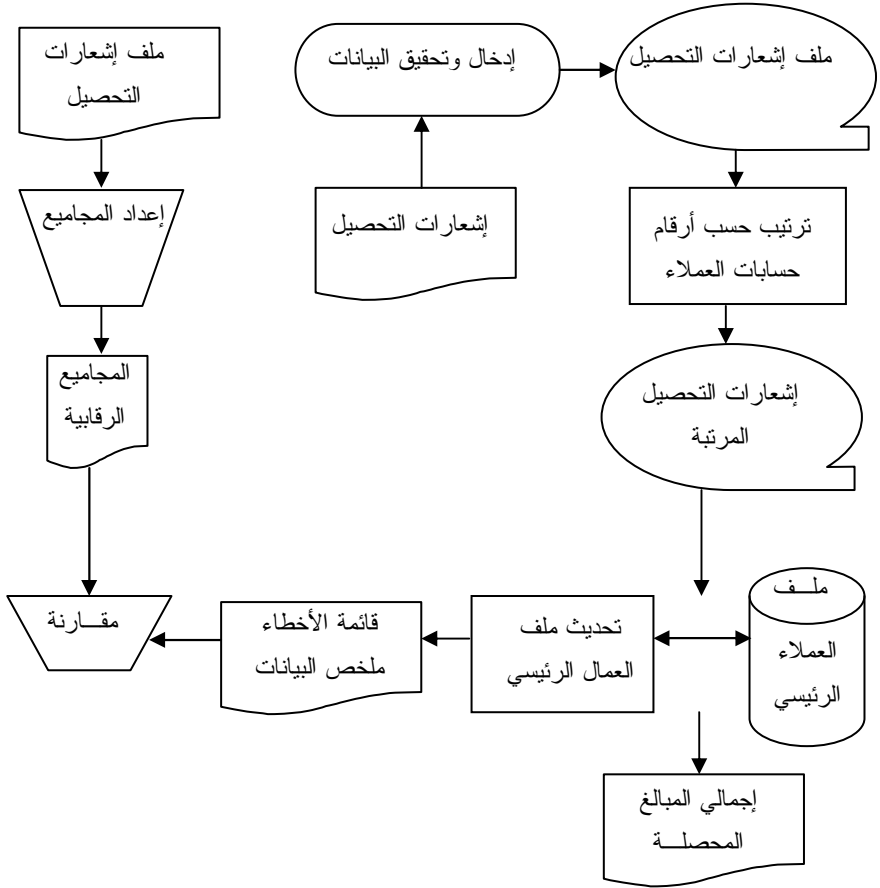 ملف إشعارات
التحصيل
إدخال وتحقيق البيانات
ملف إشعارات التحصيل
إعداد المجاميع
إشعارات التحصيل
ترتيب حسب أرقام
حسابات العملاء
المجاميع
الرقابية
إشعارات التحصيل
المرتبة
مقـــارنة
قائمة الأخطاء
ملخص البيانات
تحديث ملف
العمال الرئيسي
ملــف
العملاء
الرئيسي
إجمالي المبالغ
المحصلـــة